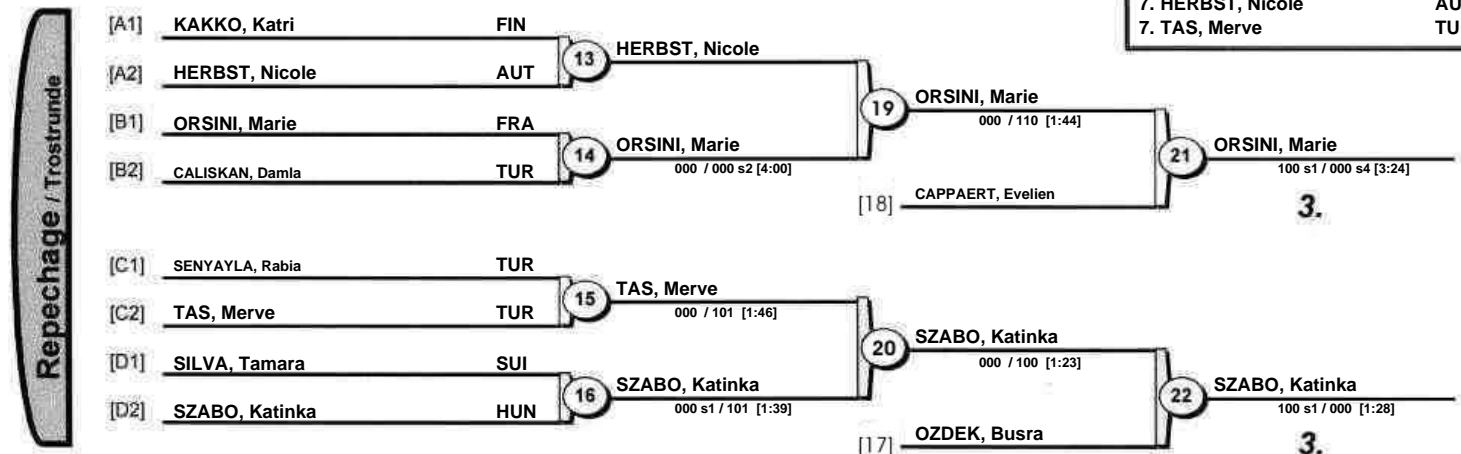 7. HERBST, Nicole AU
7. TAS, Merve TU
Repechage / Trostrunde
[A1] KAKKO, Katri FIN
13 HERBST, Nicole
[A2] HERBST, Nicole AUT
19 ORSINI, Marie
000 / 110 [1:44]
[B1] ORSINI, Marie FRA
14 ORSINI, Marie
000 / 000 s2 [4:00]
[B2] CALISKAN, Damla TUR
21 ORSINI, Marie
100 s1 / 000 s4 [3:24]
[18] CAPPAERT, Evelien
3.
[C1] SENYAYLA, Rabia TUR
15 TAS, Merve
000 / 101 [1:46]
[C2] TAS, Merve TUR
20 SZABO, Katinka
000 / 100 [1:23]
[D1] SILVA, Tamara SUI
16 SZABO, Katinka
000 s1 / 101 [1:39]
[D2] SZABO, Katinka HUN
22 SZABO, Katinka
100 s1 / 000 [1:28]
[17] OZDEK, Busra
3.